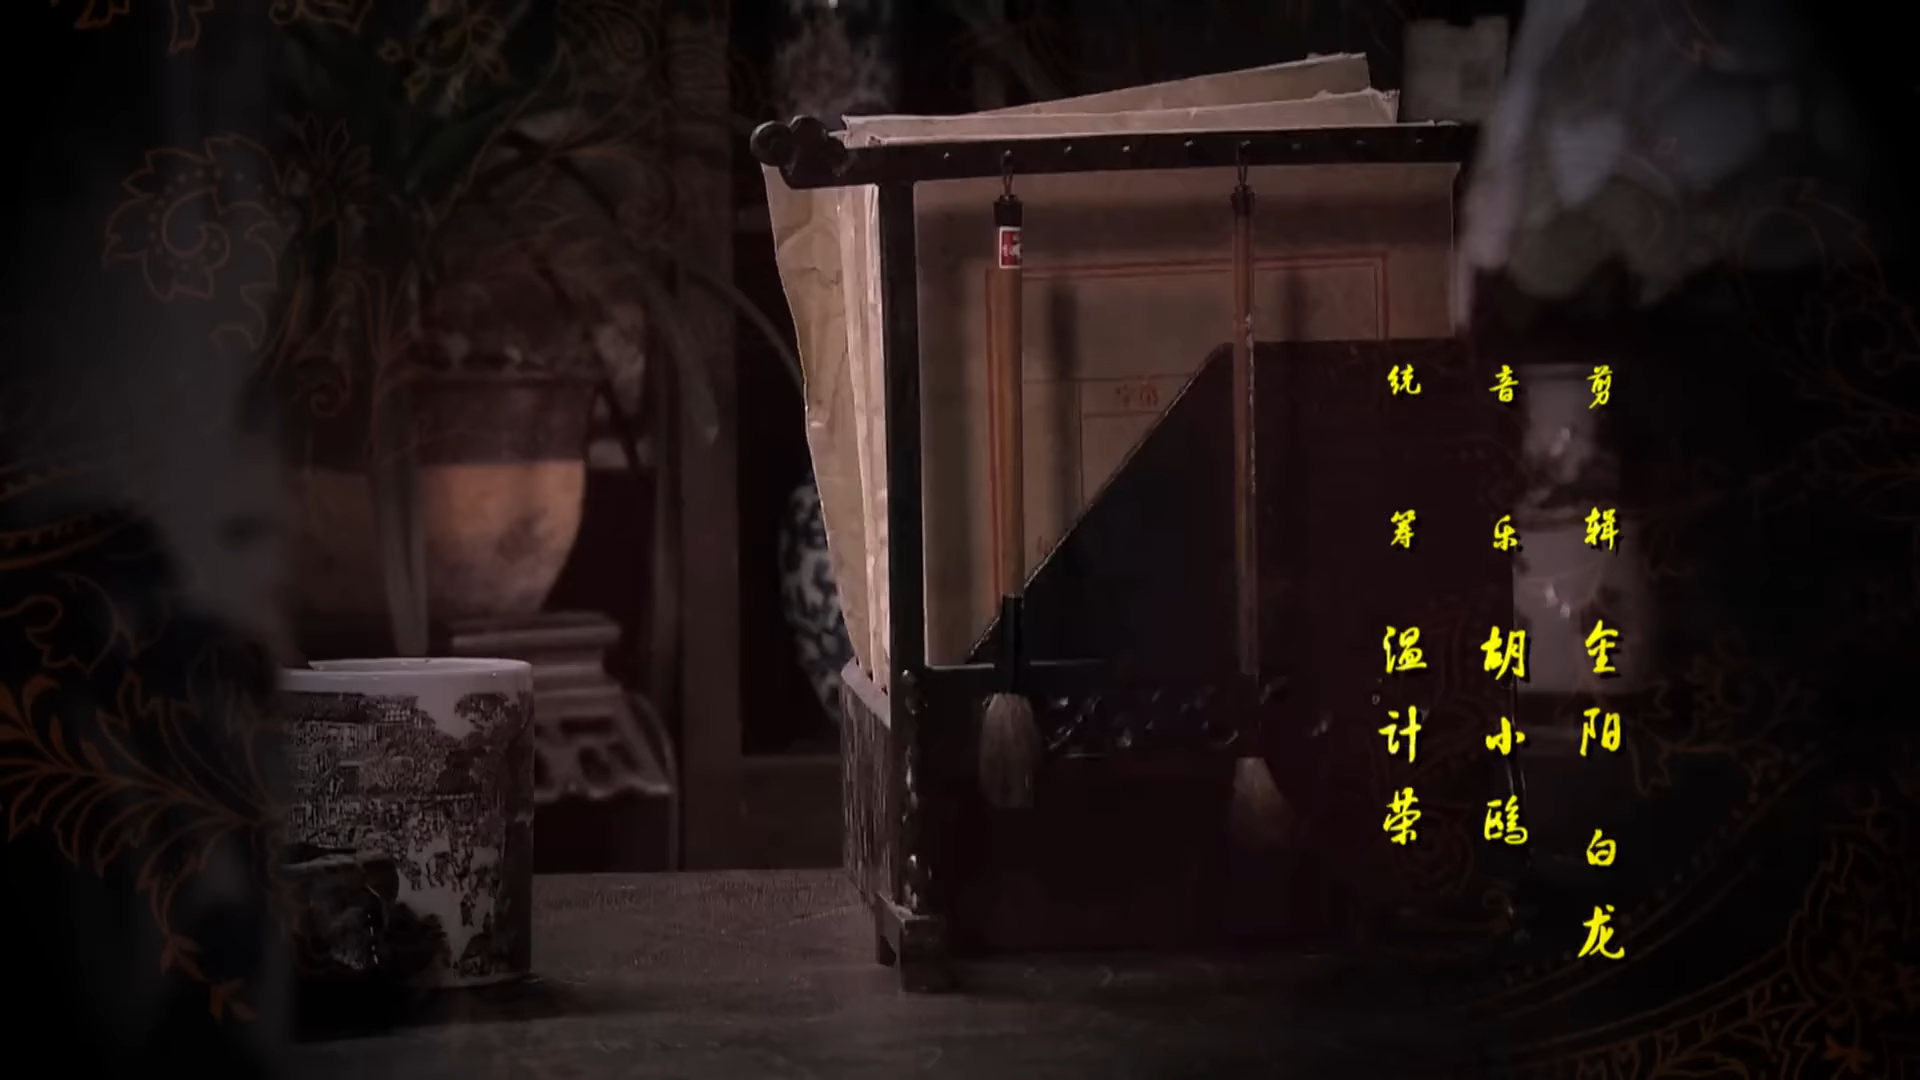 剪辑 金阳 白龙
音乐 胡小鸥
统筹 温计荣